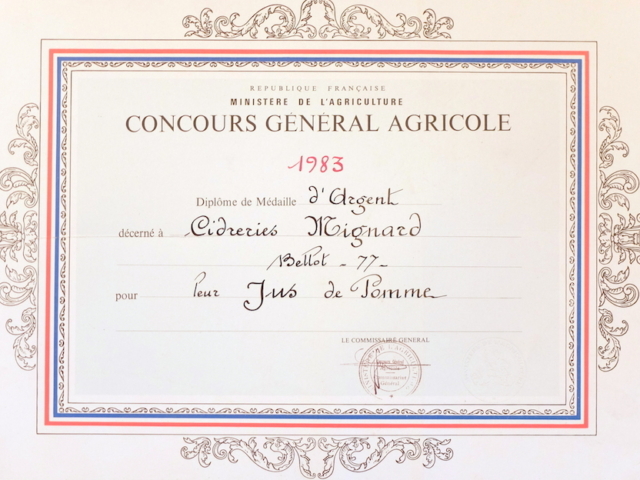 RÉPUBLIQUE FRANÇAISE
MINISTERE DE L'AGRICULTURE
CONCOURS GÉNÉRAL AGRICOLE
1983
Diplôme de Médaille d'Argent
décerné à Cidreries Mignard
Bellot - 77 -
pour leur Jus de Pomme
LE COMMISSAIRE GENERAL